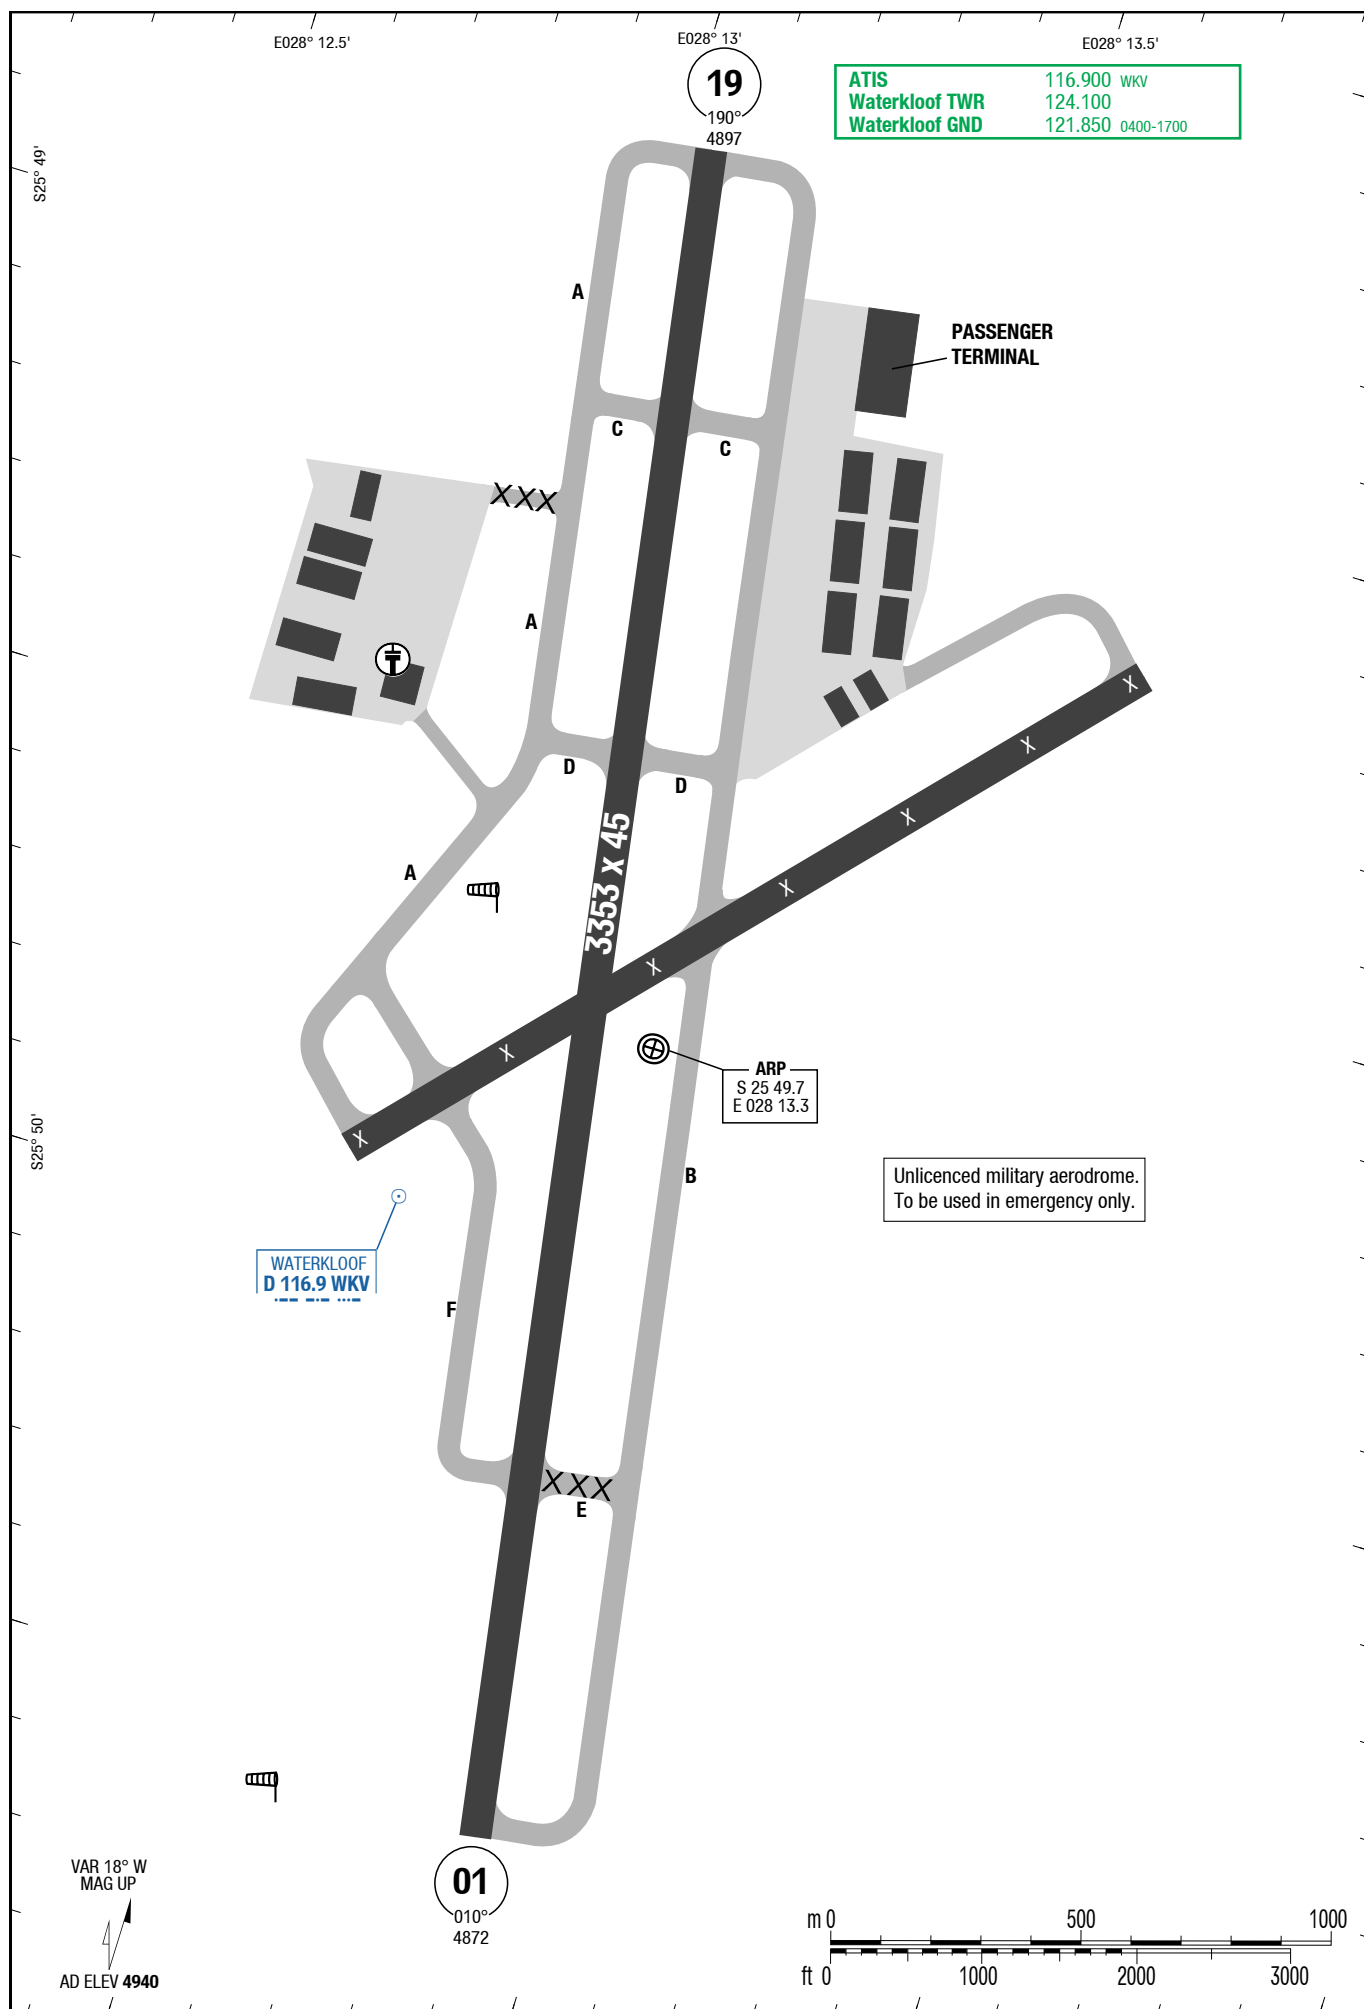 E028° 12.5'
E028° 13'
E028° 13.5'
19
190°
4897
ATIS 116.900 WKV
Waterkloof TWR 124.100
Waterkloof GND 121.850 0400-1700
S25° 49'
A
PASSENGER
TERMINAL
C
C
X X X
A
X
X
D
D
X
3353 x 45
A
X
X
X
ARP
S 25 49.7
E 028 13.3
S25° 50'
X
B
Unlicenced military aerodrome.
To be used in emergency only.
WATERKLOOF
D 116.9 WKV
F
X X X
E
VAR 18° W
MAG UP
01
010°
4872
AD ELEV 4940
m 0 500 1000
ft 0 1000 2000 3000